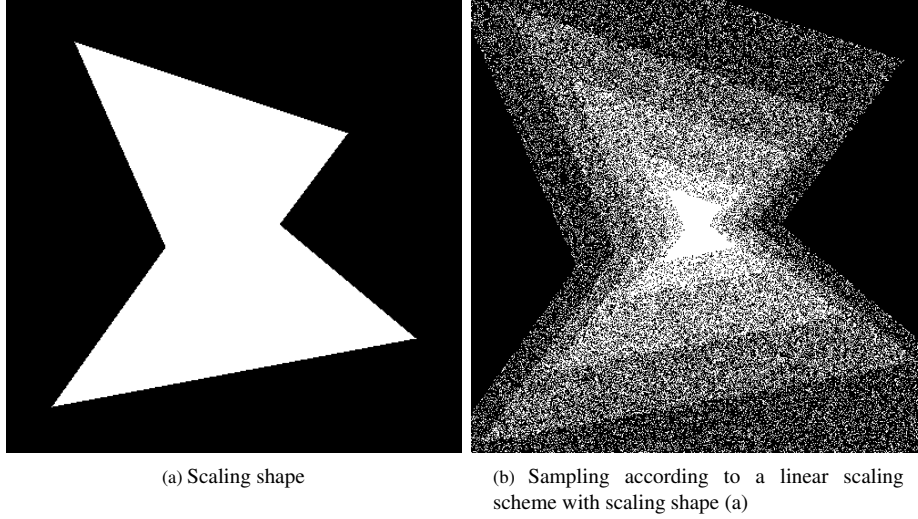 (a) Scaling shape
(b) Sampling according to a linear scaling
scheme with scaling shape (a)